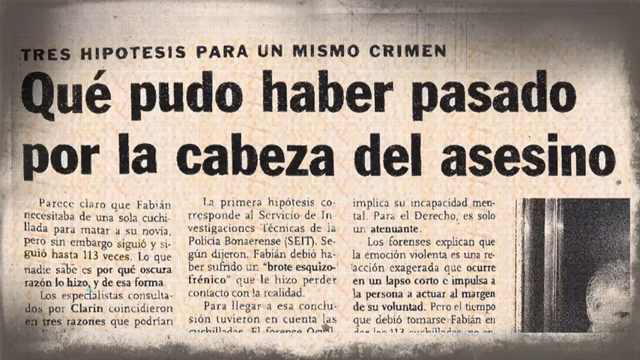 TRES HIPOTESIS PARA UN MISMO CRIMEN
Qué pudo haber pasado
por la cabeza del asesino
Parece claro que Fabián
necesitaba de una sola cuchi-
llada para matar a su novia,
pero sin embargo siguió y si-
guió hasta 113 veces. Lo que
nadie sabe es por qué oscura
razón lo hizo, y de esa forma.
Los especialistas consulta-
dos por Clarín coincidieron
en tres razones que podrían
La primera hipótesis co-
rresponde al Servicio de In-
vestigaciones Técnicas de la
Policía Bonaerense (SEIT). Se-
gún dijeron, Fabián debió ha-
ber sufrido un "brote esquizo-
frénico" que le hizo perder
contacto con la realidad.
Para llegar a esa conclu-
sión tuvieron en cuenta las
cuchilladas. El forense
implica su incapacidad men-
tal. Para el Derecho, es solo
un atenuante.
Los forenses explican que
la emoción violenta es una re-
acción exagerada que ocurre
en un lapso corto e impulsa a
la persona a actuar al margen
de su voluntad. Pero el tiempo
que debió tomarse Fabián en
dar las 113 cuchilladas